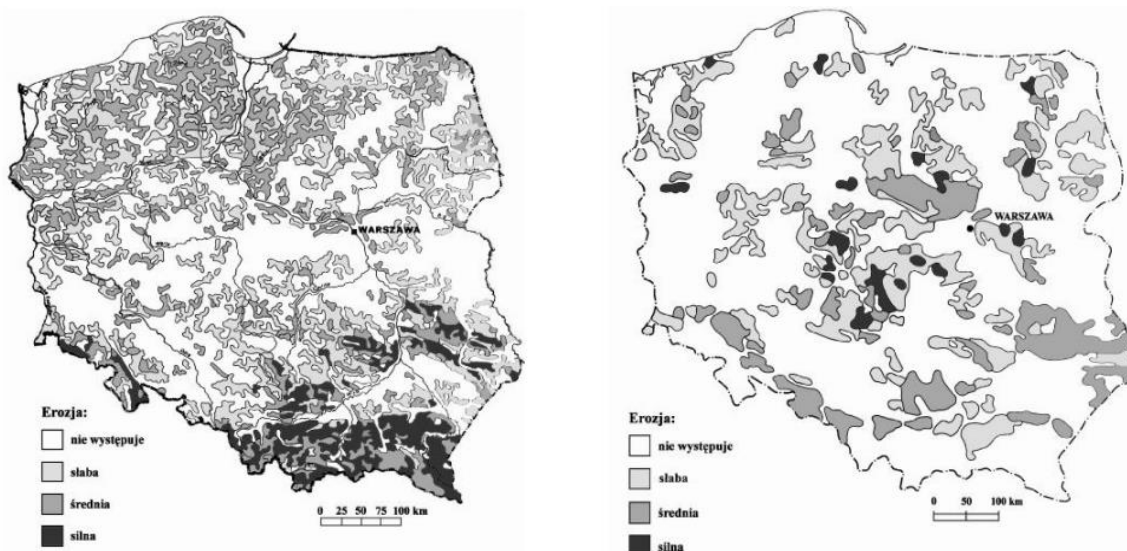 WARSZAWA
Erozja:
nie występuje
słaba
średnia
silna
0 25 50 75 100 km
WARSZAWA
Erozja:
nie występuje
słaba
średnia
silna
0 50 100 km